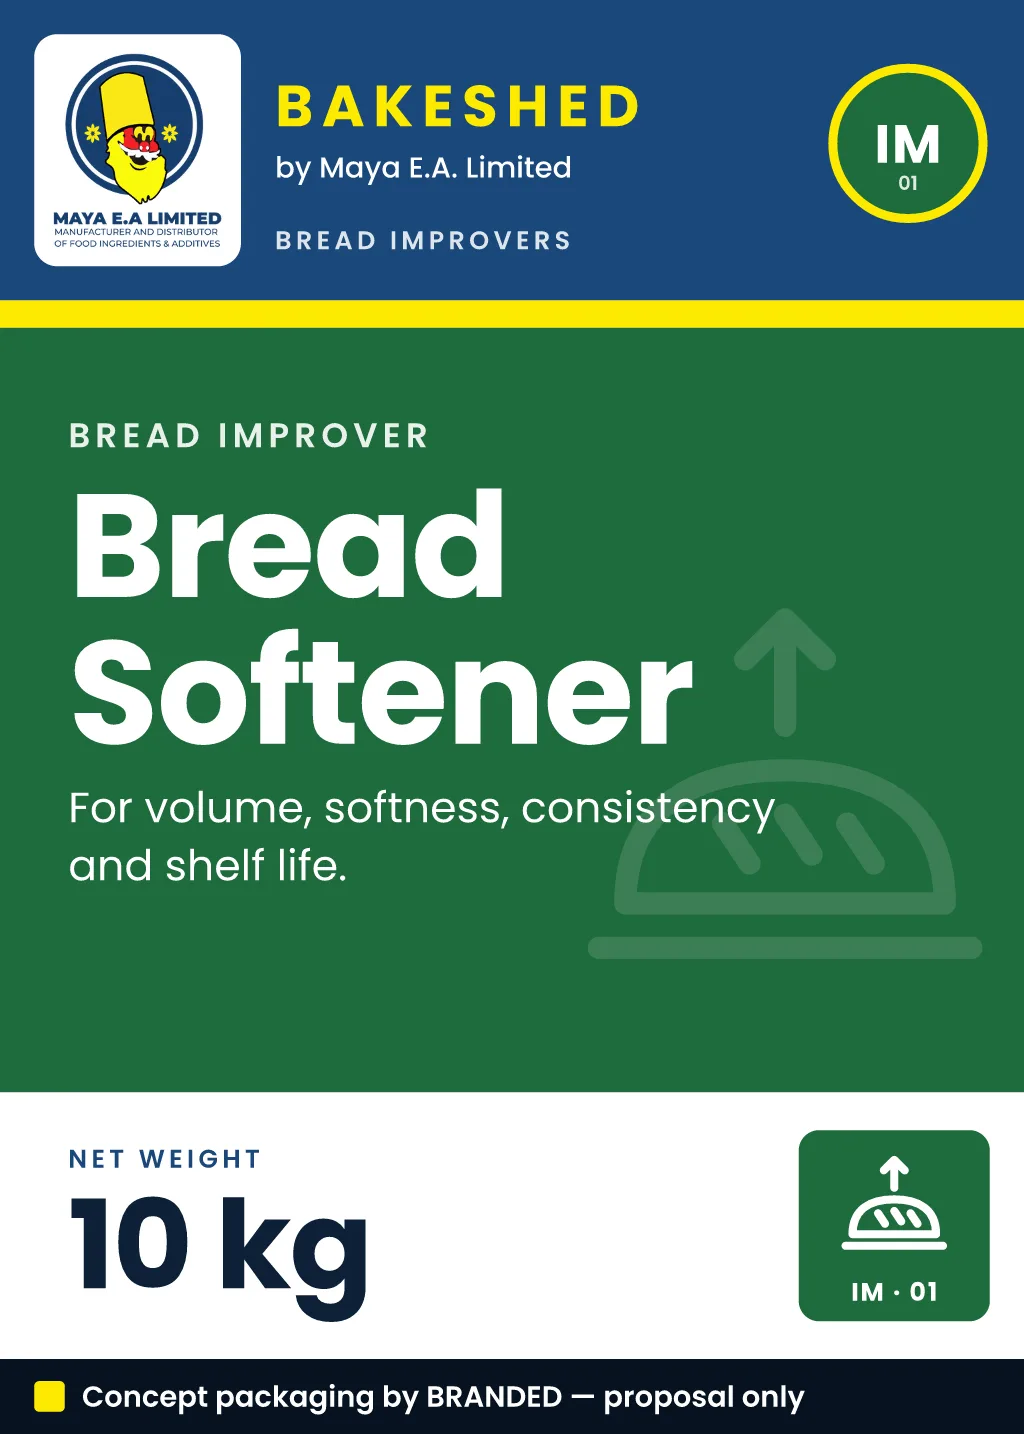 MAYA E.A LIMITED
MANUFACTURER AND DISTRIBUTOR
OF FOOD INGREDIENTS & ADDITIVES
BAKESHED
by Maya E.A. Limited
BREAD IMPROVERS
IM
01
BREAD IMPROVER
Bread
Softener
For volume, softness, consistency
and shelf life.
NET WEIGHT
10 kg
IM · 01
Concept packaging by BRANDED — proposal only